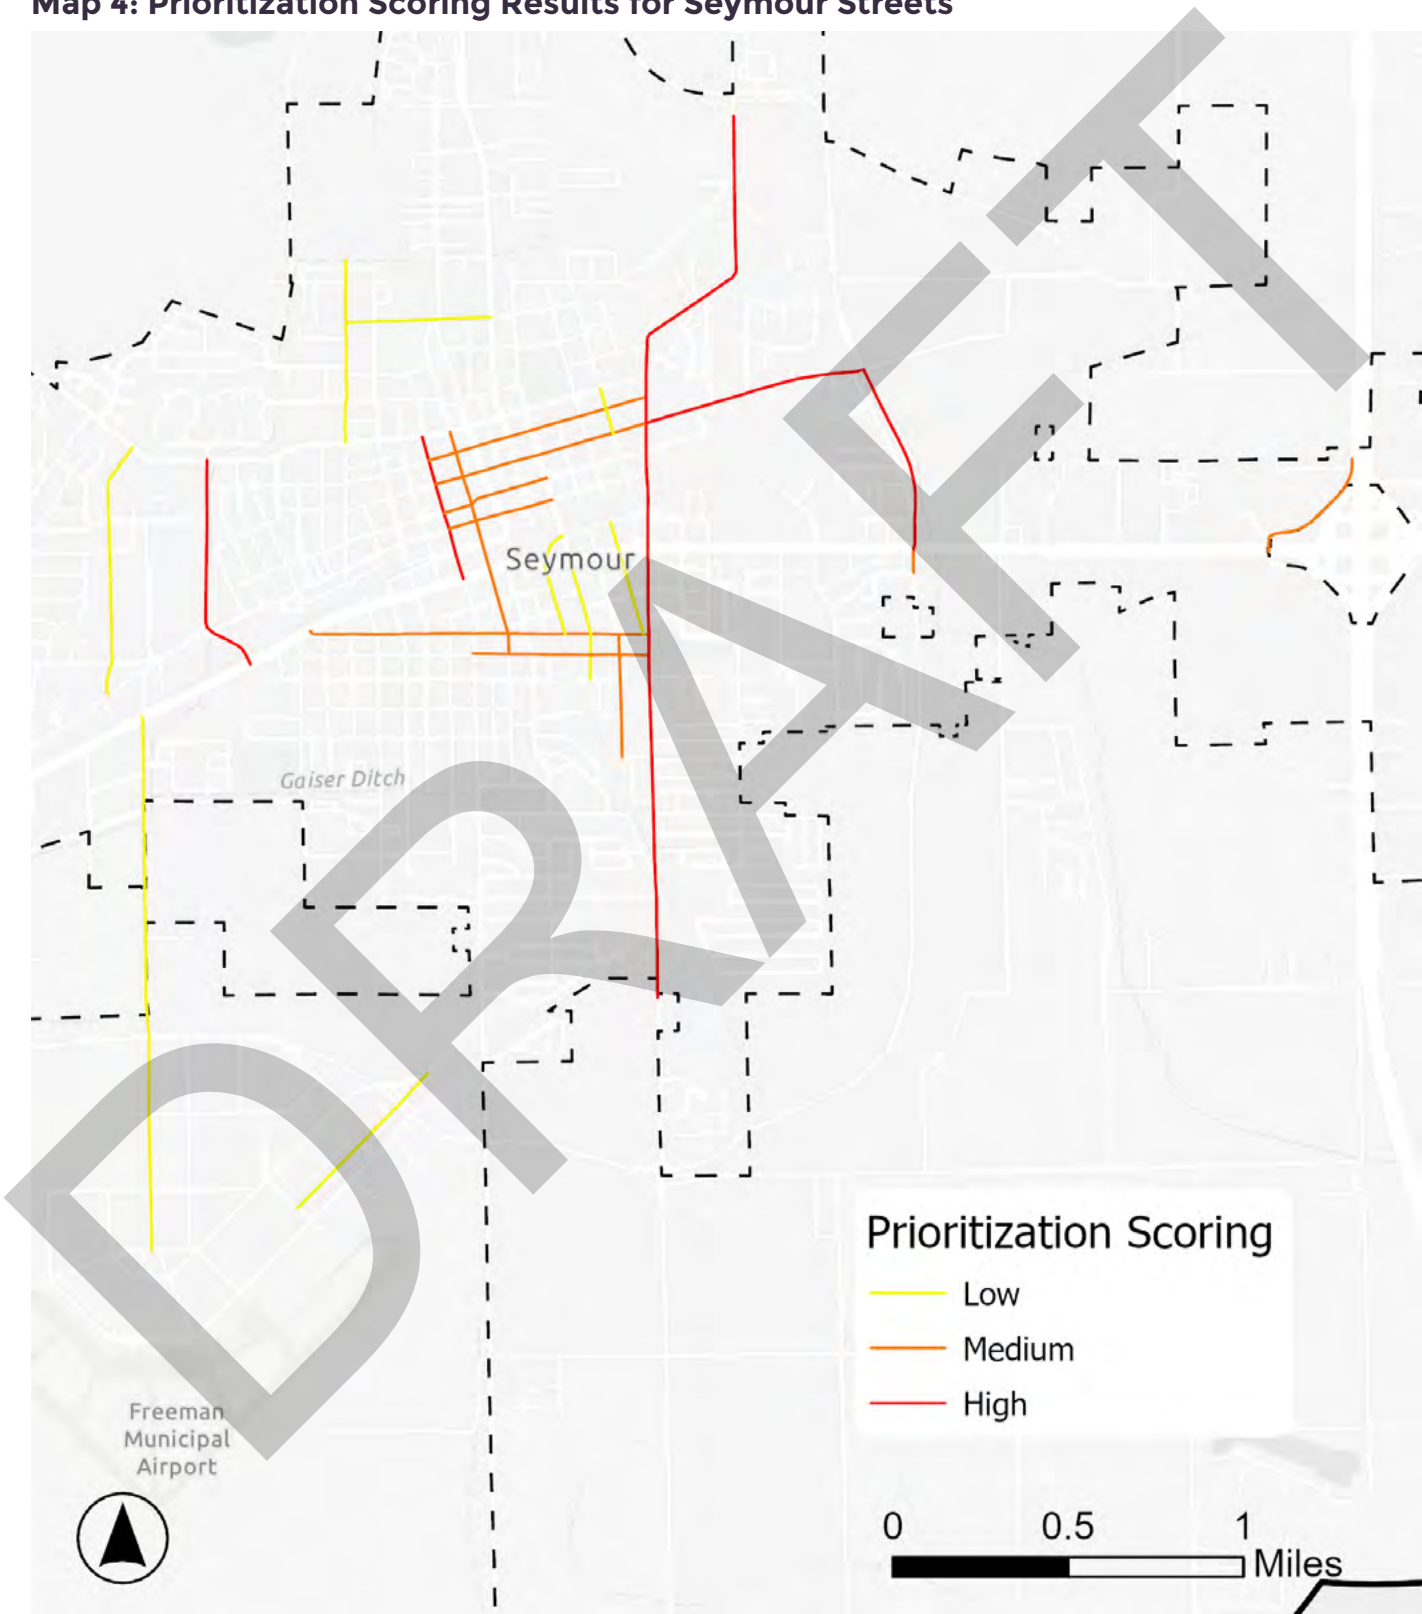 Map 4: Prioritization Scoring Results for Seymour Streets
Seymour
Gaiser Ditch
DRAFT
Prioritization Scoring
Low
Medium
High
Freeman
Municipal
Airport
0 0.5 1
Miles